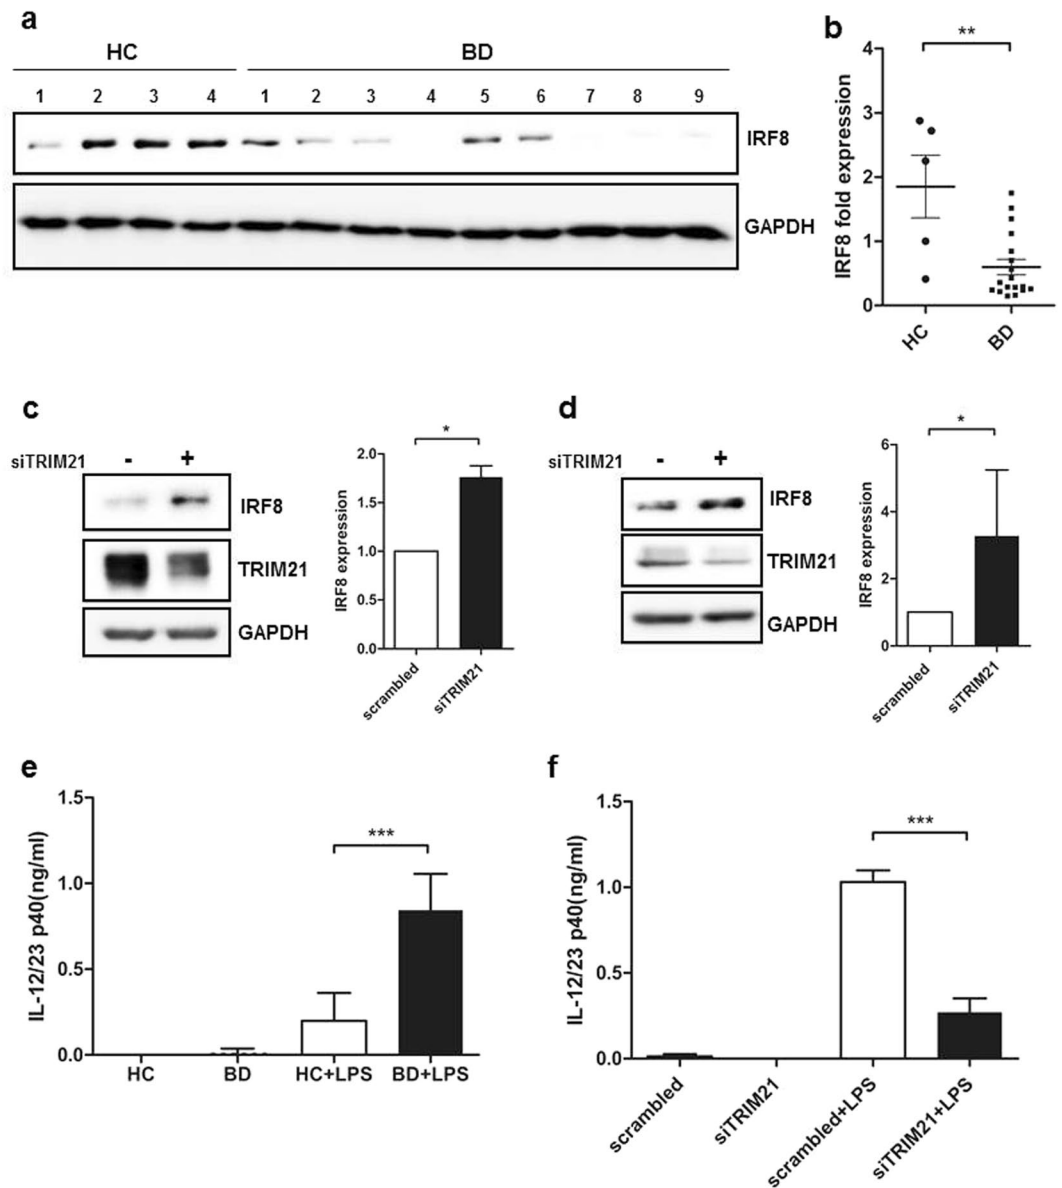 a
HC BD
1 2 3 4 1 2 3 4 5 6 7 8 9
IRF8
GAPDH
b
**
IRF8 fold expression
4
3
2
1
0
HC BD
c
siTRIM21 - +
IRF8
TRIM21
GAPDH
*
IRF8 expression
2.0
1.5
1.0
0.5
0.0
scrambled siTRIM21
d
siTRIM21 - +
IRF8
TRIM21
GAPDH
*
IRF8 expression
6
4
2
0
scrambled siTRIM21
e
IL-12/23 p40(ng/ml)
1.5
1.0
0.5
0.0
***
HC BD HC+LPS BD+LPS
f
IL-12/23 p40(ng/ml)
1.5
1.0
0.5
0.0
***
scrambled siTRIM21 scrambled+LPS siTRIM21+LPS